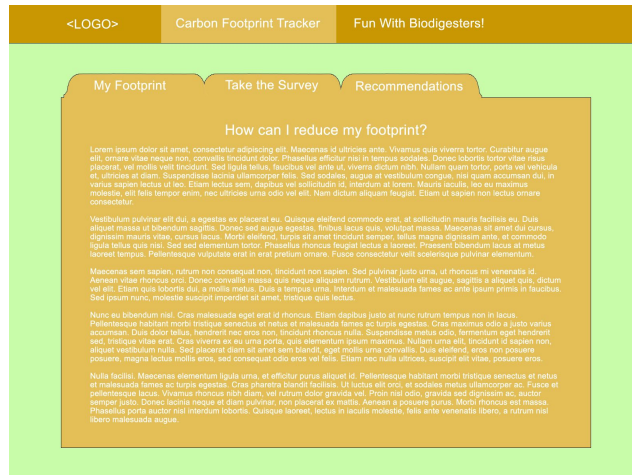 <LOGO>
Carbon Footprint Tracker
Fun With Biodigesters!
My Footprint
Take the Survey
Recommendations
How can I reduce my footprint?
Lorem ipsum dolor sit amet, consectetur adipiscing elit. Maecenas id ultricies ante. Vivamus quis viverra tortor. Curabitur augue
elit, ornare vitae neque non, convallis tincidunt dolor. Phasellus efficitur nisi in tempus sodales. Donec lobortis tortor vitae risus
placerat, vel mollis velit tincidunt. Sed ligula tellus, faucibus vel ante ut, viverra dictum nibh. Nullam quam tortor, porta vel vehicula
et, ultricies at diam. Suspendisse lacinia ullamcorper felis. Sed sodales, augue at vestibulum congue, nisi quam accumsan dui, in
varius sapien lectus ut leo. Etiam lectus sem, dapibus vel sollicitudin id, interdum at lorem. Mauris iaculis, leo eu maximus
molestie, elit felis tempor enim, nec ultricies urna odio vel elit. Nam dictum aliquam feugiat. Etiam ut sapien non lectus ornare
consectetur.
Vestibulum pulvinar elit dui, a egestas ex placerat eu. Quisque eleifend commodo erat, at sollicitudin mauris facilisis eu. Duis
aliquet massa ut bibendum sagittis. Donec sed augue egestas, finibus lacus quis, volutpat massa. Maecenas sit amet dui cursus,
dignissim mauris vitae, cursus lacus. Morbi eleifend, turpis sit amet tincidunt semper, tellus magna dignissim ante, et commodo
ligula tellus quis nisi. Sed sed elementum tortor. Phasellus rhoncus feugiat lectus a laoreet. Praesent bibendum lacus at metus
laoreet tempus. Pellentesque vulputate erat in erat pretium ornare. Fusce consectetur velit scelerisque pulvinar elementum.
Maecenas sem sapien, rutrum non consequat non, tincidunt non sapien. Sed pulvinar justo urna, ut rhoncus mi venenatis id.
Aenean vitae rhoncus orci. Donec convallis massa quis neque aliquam rutrum. Vestibulum elit augue, sagittis a aliquet quis, dictum
vel elit. Etiam quis lobortis dui, a mollis metus. Duis a tempus urna. Interdum et malesuada fames ac ante ipsum primis in faucibus.
Sed ipsum nunc, molestie suscipit imperdiet sit amet, tristique quis lectus.
Nunc eu bibendum nisl. Cras malesuada eget erat id rhoncus. Etiam dapibus justo at nunc rutrum tempus non in lacus.
Pellentesque habitant morbi tristique senectus et netus et malesuada fames ac turpis egestas. Cras maximus odio a justo varius
accumsan. Duis dolor tellus, hendrerit nec eros non, tincidunt rhoncus nulla. Suspendisse metus odio, fermentum eget hendrerit
sed, tristique vitae erat. Cras viverra ex eu urna porta, quis elementum ipsum maximus. Nullam urna elit, tincidunt id sapien non,
aliquet vestibulum nulla. Sed placerat diam sit amet sem blandit, eget mollis urna convallis. Duis eleifend, eros non posuere
posuere, magna lectus mollis eros, sed consequat odio eros vel felis. Etiam nec nulla ultrices, suscipit elit vitae, posuere eros.
Nulla facilisi. Maecenas elementum ligula urna, et efficitur purus aliquet id. Pellentesque habitant morbi tristique senectus et netus
et malesuada fames ac turpis egestas. Cras pharetra blandit facilisis. Ut luctus elit orci, et sodales metus ullamcorper ac. Fusce et
pellentesque lacus. Vivamus rhoncus nibh diam, vel rutrum dolor gravida vel. Proin nisl odio, gravida sed dignissim ac, auctor
semper justo. Donec lacinia neque et diam pulvinar, non placerat ex mattis. Aenean a posuere purus. Morbi rhoncus est massa.
Phasellus porta auctor nisl interdum lobortis. Quisque laoreet, lectus in iaculis molestie, felis ante venenatis libero, a rutrum nisl
libero malesuada augue.